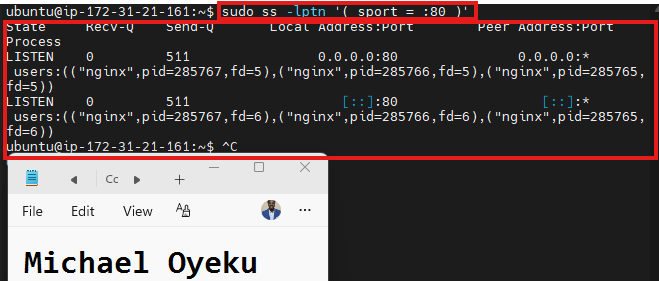 ubuntu@ip-172-31-21-161:~$ sudo ss -lptn '( sport = :80 )'
State Recv-Q Send-Q Local Address:Port Peer Address:Port
Process
LISTEN 0 511 0.0.0.0:80 0.0.0.0:*
users:(("nginx",pid=285767,fd=5),("nginx",pid=285766,fd=5),("nginx",pid=285765,
fd=5))
LISTEN 0 511 [::]:80 [::]:*
users:(("nginx",pid=285767,fd=6),("nginx",pid=285766,fd=6),("nginx",pid=285765,
fd=6))
ubuntu@ip-172-31-21-161:~$ ^C
Cc
File Edit View
Michael Oyeku